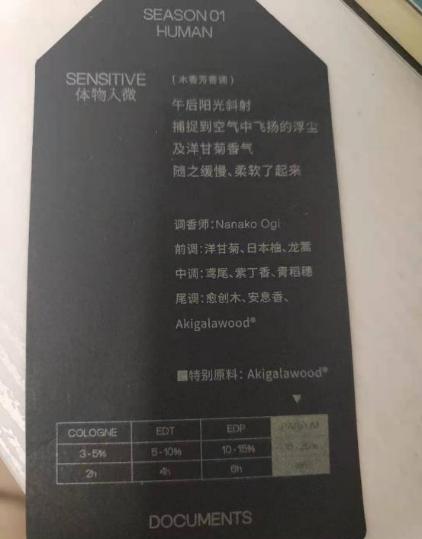 SEASON 01
HUMAN
SENSITIVE
体物入微
(木香芳香调)
午后阳光斜射
捕捉到空气中飞扬的浮尘
及洋甘菊香气
随之缓慢、柔软了起来
调香师:Nanako Ogi
前调:洋甘菊、日本柚、龙蒿
中调:鸢尾、紫丁香、青稞穗
尾调:愈创木、安息香、
Akigalawood®
特别原料: Akigalawood®
COLOGNE EDT EDP PARFUM
3-5% 5-10% 10-15%
2h 4h 6h
DOCUMENTS